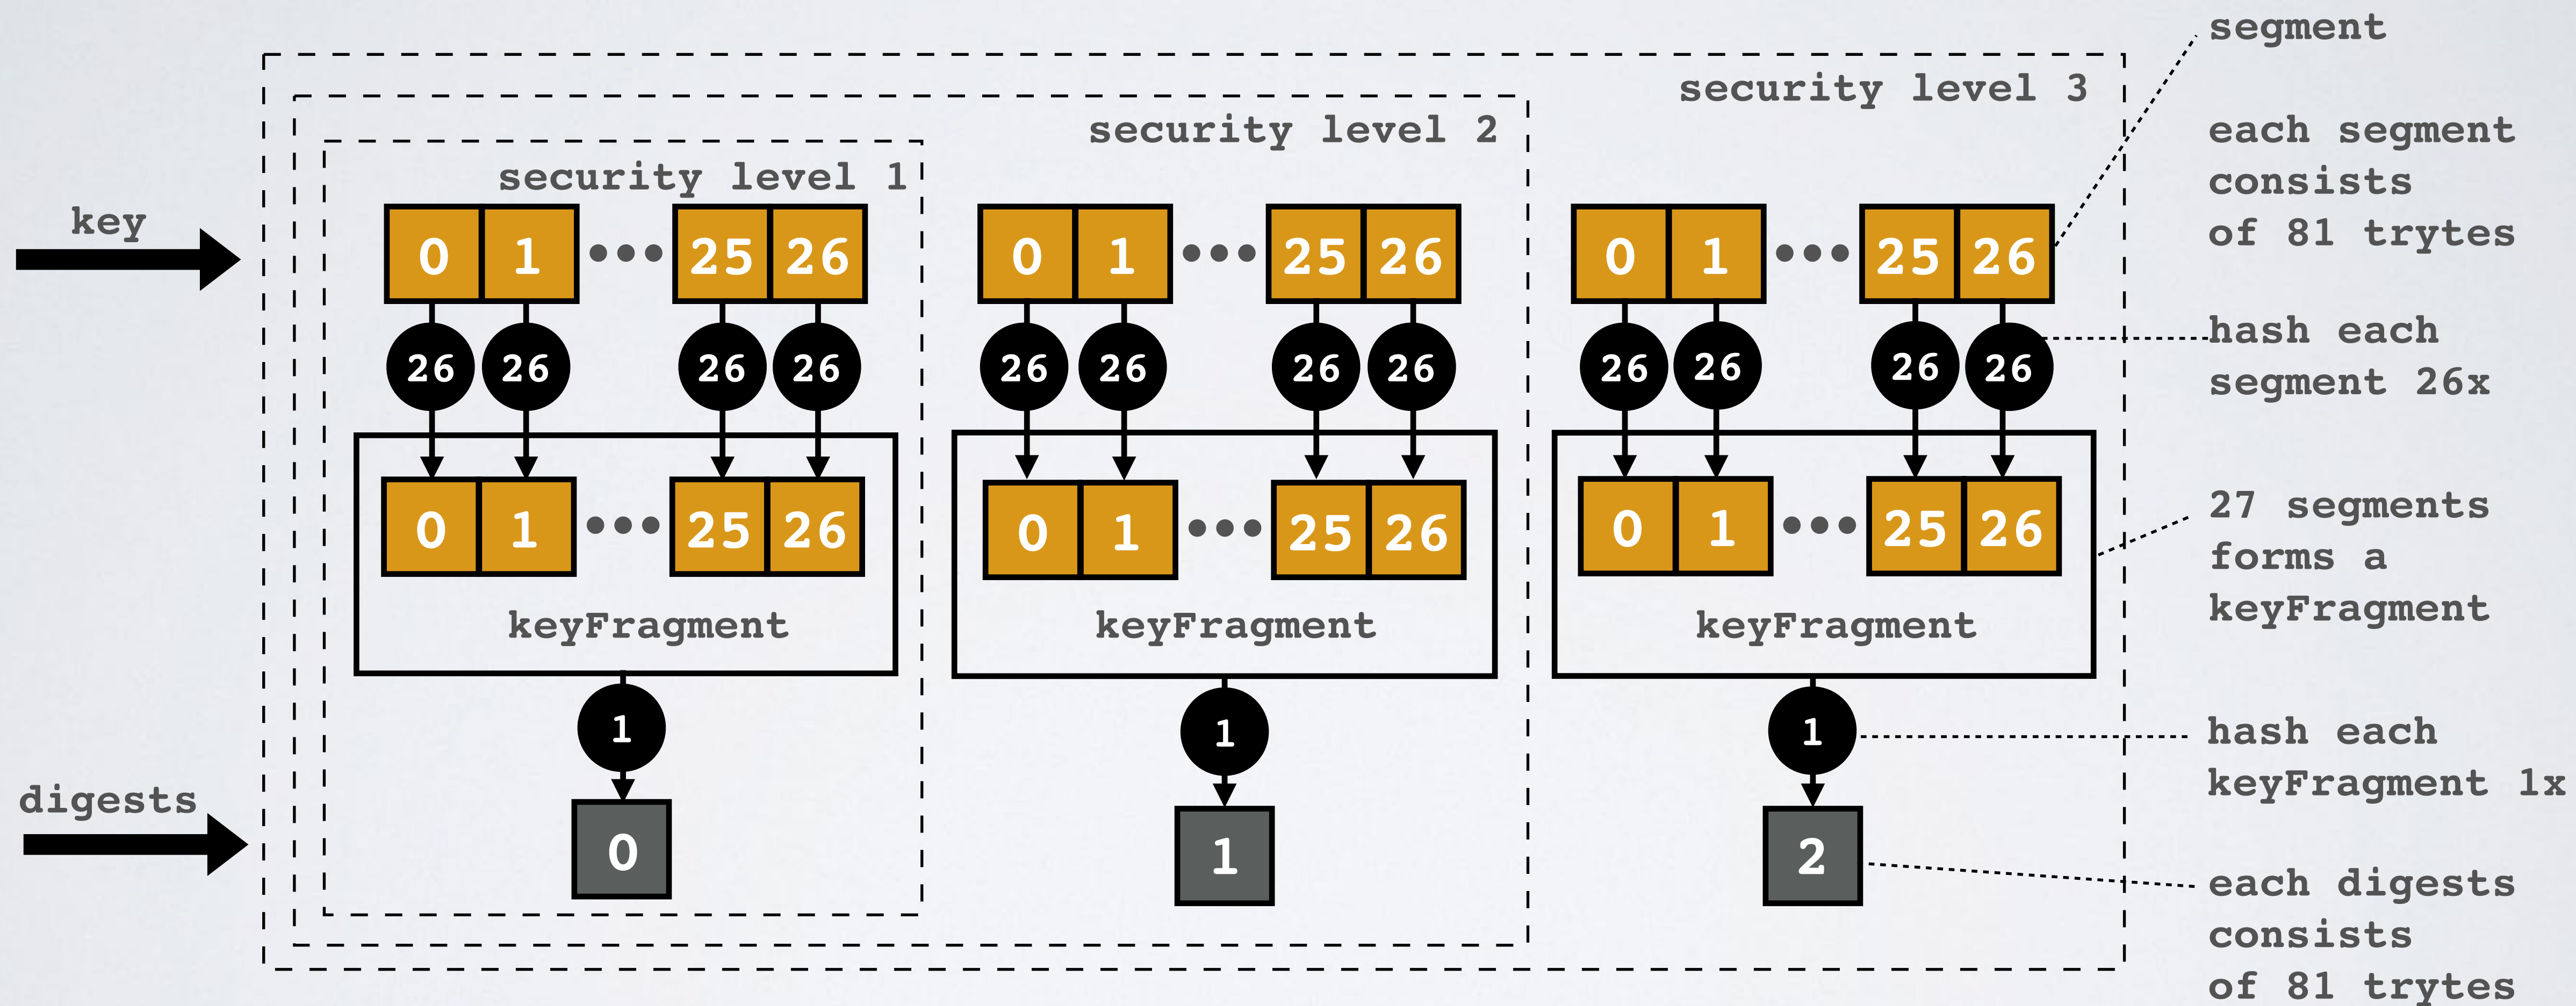 segment
security level 3
security level 2
security level 1
each segment
consists
of 81 trytes
key
0 1 ••• 25 26
0 1 ••• 25 26
0 1 ••• 25 26
26 26 26 26
26 26 26 26
26 26 26 26
hash each
segment 26x
0 1 ••• 25 26
0 1 ••• 25 26
0 1 ••• 25 26
27 segments
forms a
keyFragment
keyFragment
keyFragment
keyFragment
1
1
1
hash each
keyFragment 1x
digests
0
1
2
each digests
consists
of 81 trytes